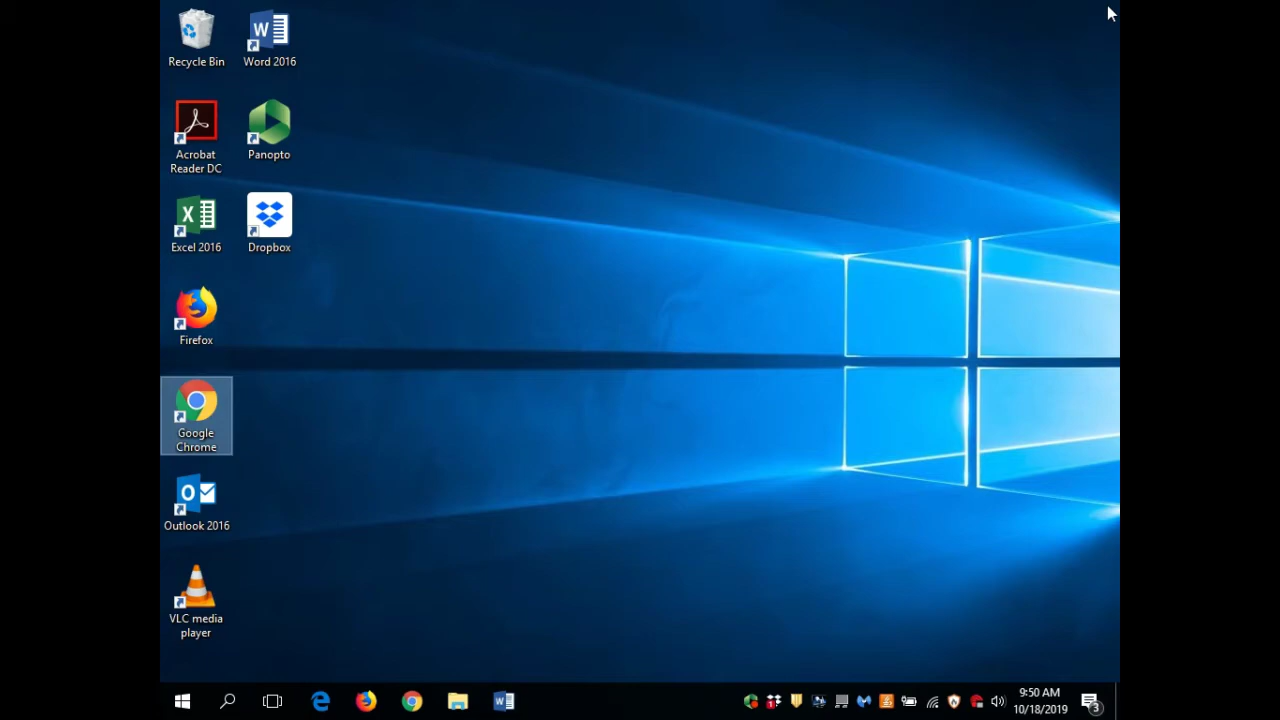 Recycle Bin
Word 2016
Acrobat
Reader DC
Panopto
Excel 2016
Dropbox
Firefox
Google
Chrome
Outlook 2016
VLC media
player
9:50 AM
10/18/2019
3